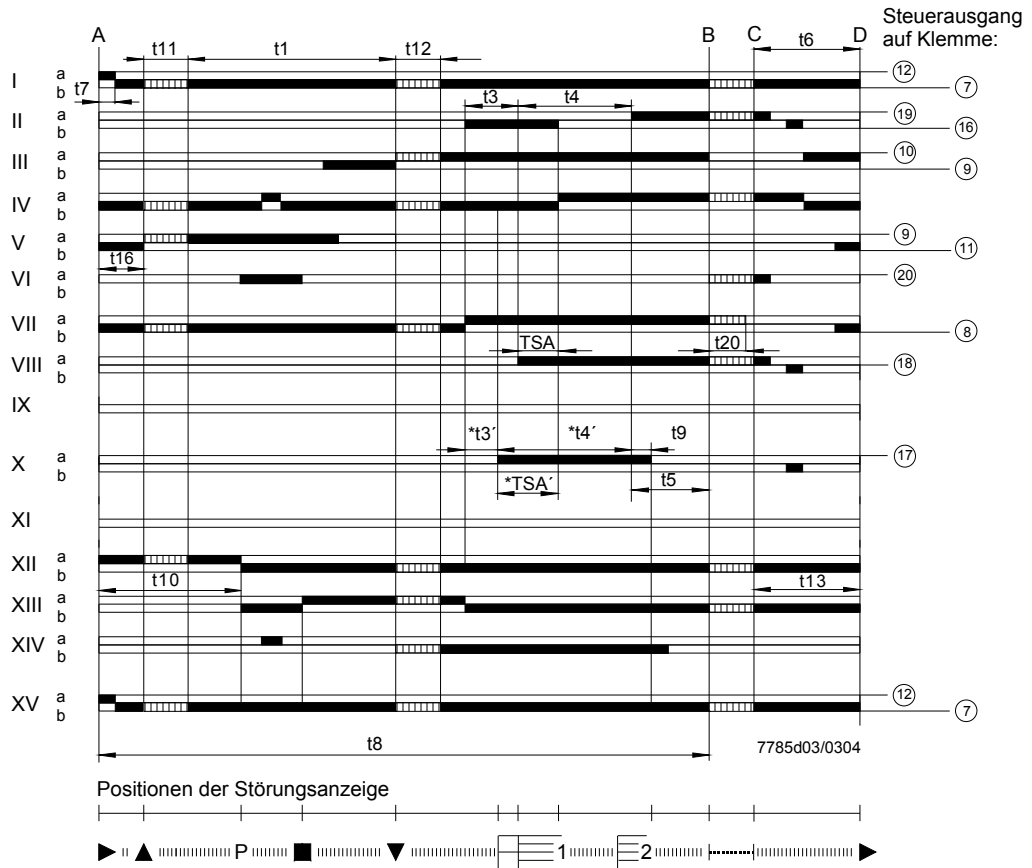 Steuerausgang
auf Klemme:
A B C D
t11 t1 t12 t6
I a b t7 12 7
t3 t4
II a b 19 16
III a b 10 9
IV a b
V a b 9 11
t16
VI a b 20
VII a b 8
TSA t20
VIII a b 18
IX
*t3´ *t4´ t9
X a b 17
*TSA´ t5
XI
XII a b
t10 t13
XIII a b
XIV a b
XV a b 12 7
t8
7785d03/0304
Positionen der Störungsanzeige
P 1 2